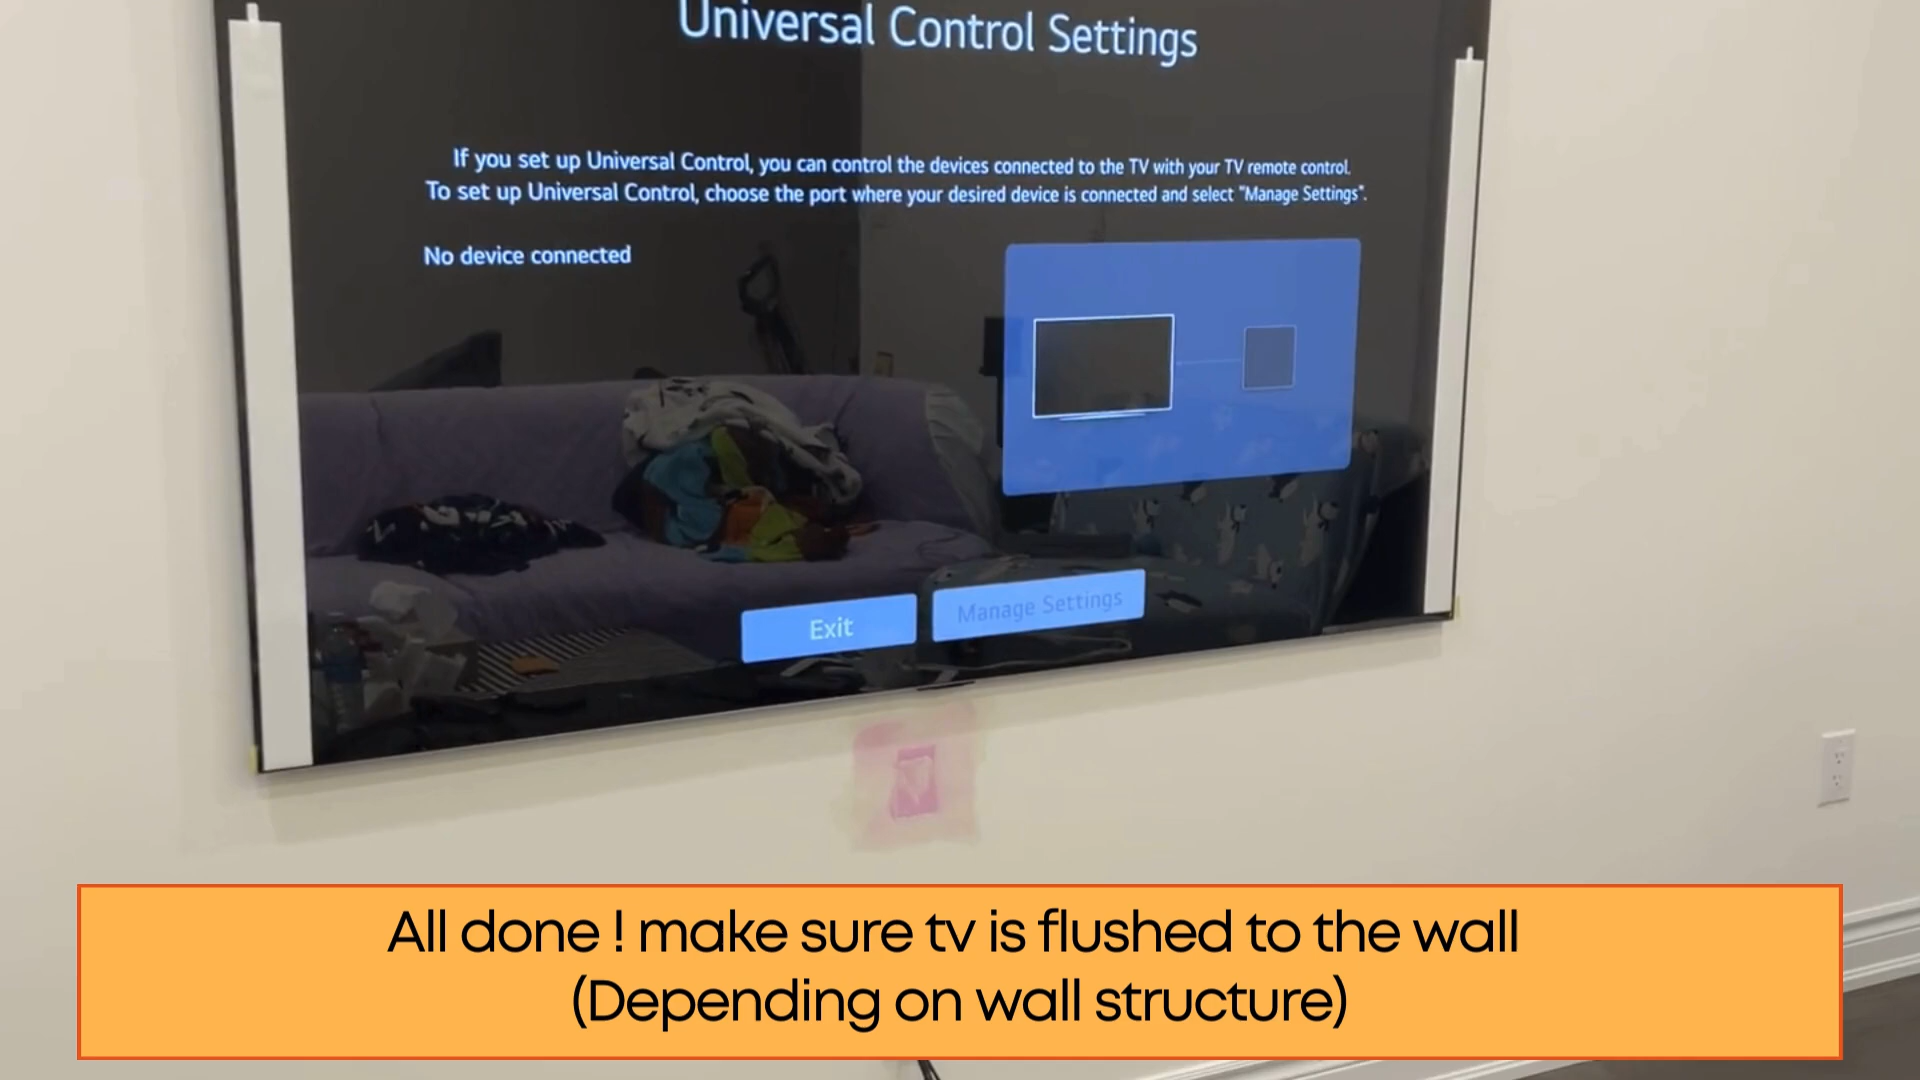 Universal Control Settings
If you set up Universal Control, you can control the devices connected to the TV with your TV remote control.
To set up Universal Control, choose the port where your desired device is connected and select "Manage Settings".
No device connected
Exit
Manage Settings
All done ! make sure tv is flushed to the wall
(Depending on wall structure)